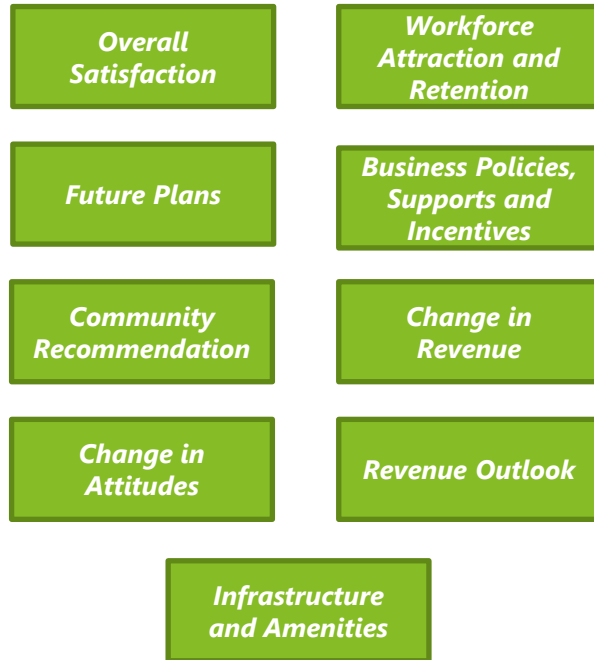 Overall
Satisfaction
Workforce
Attraction and
Retention
Future Plans
Business Policies,
Supports and
Incentives
Community
Recommendation
Change in
Revenue
Change in
Attitudes
Revenue Outlook
Infrastructure
and Amenities